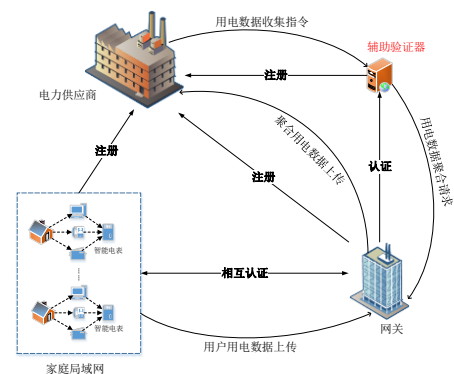 用电数据收集指令
辅助验证器
注册
电力供应商
聚合用电数据上传
用电数据聚合请求
注册
注册
认证
智能电表
......
相互认证
智能电表
网关
用户用电数据上传
家庭局域网